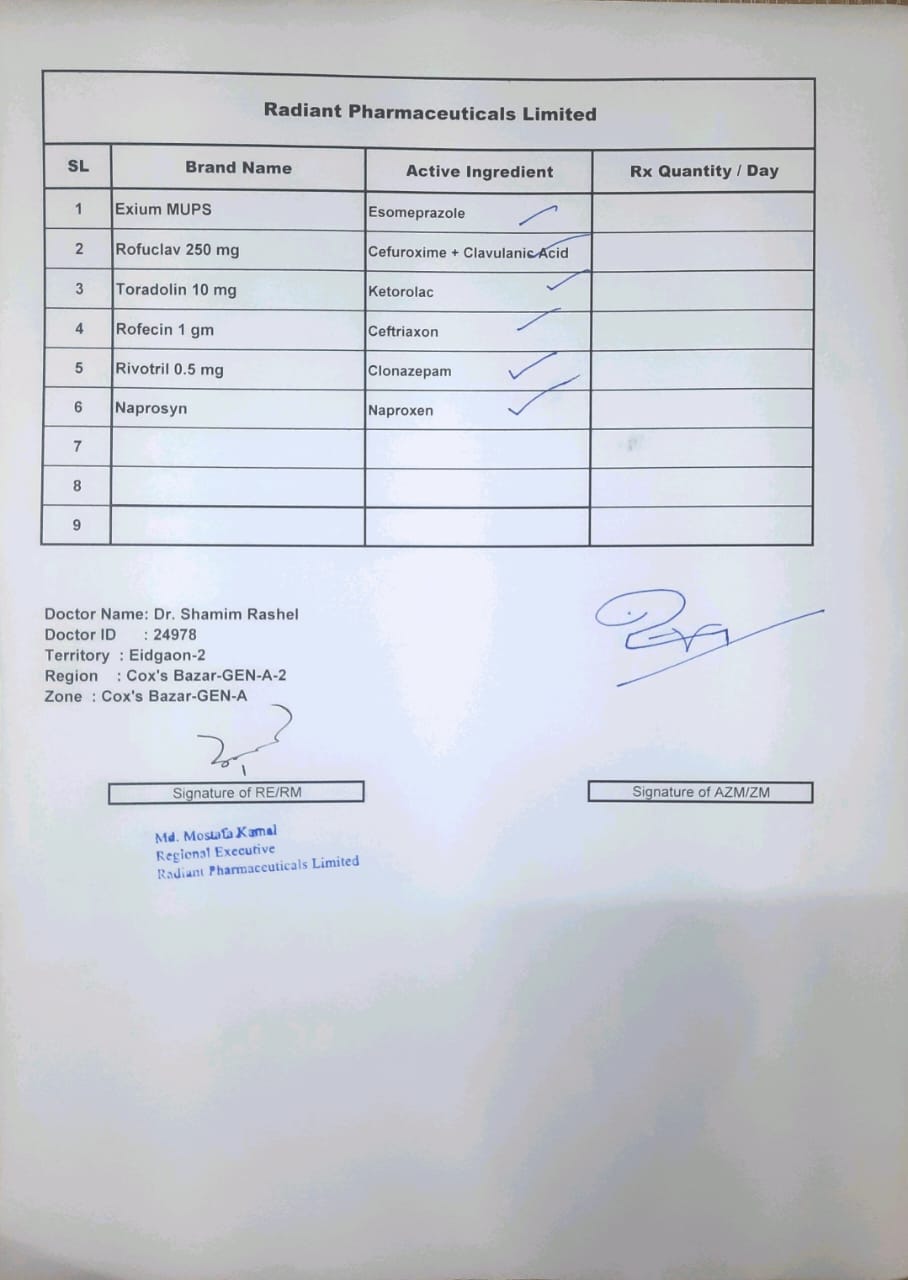 Radiant Pharmaceuticals Limited
SL Brand Name Active Ingredient Rx Quantity / Day
1 Exium MUPS Esomeprazole
2 Rofuclav 250 mg Cefuroxime + Clavulanic Acid
3 Toradolin 10 mg Ketorolac
4 Rofecin 1 gm Ceftriaxon
5 Rivotril 0.5 mg Clonazepam
6 Naprosyn Naproxen
7
8
9
Doctor Name: Dr. Shamim Rashel
Doctor ID : 24978
Territory : Eidgaon-2
Region : Cox's Bazar-GEN-A-2
Zone : Cox's Bazar-GEN-A
Signature of RE/RM Signature of AZM/ZM
Md. Mostafa Kamal
Regional Executive
Radiant Pharmaceuticals Limited